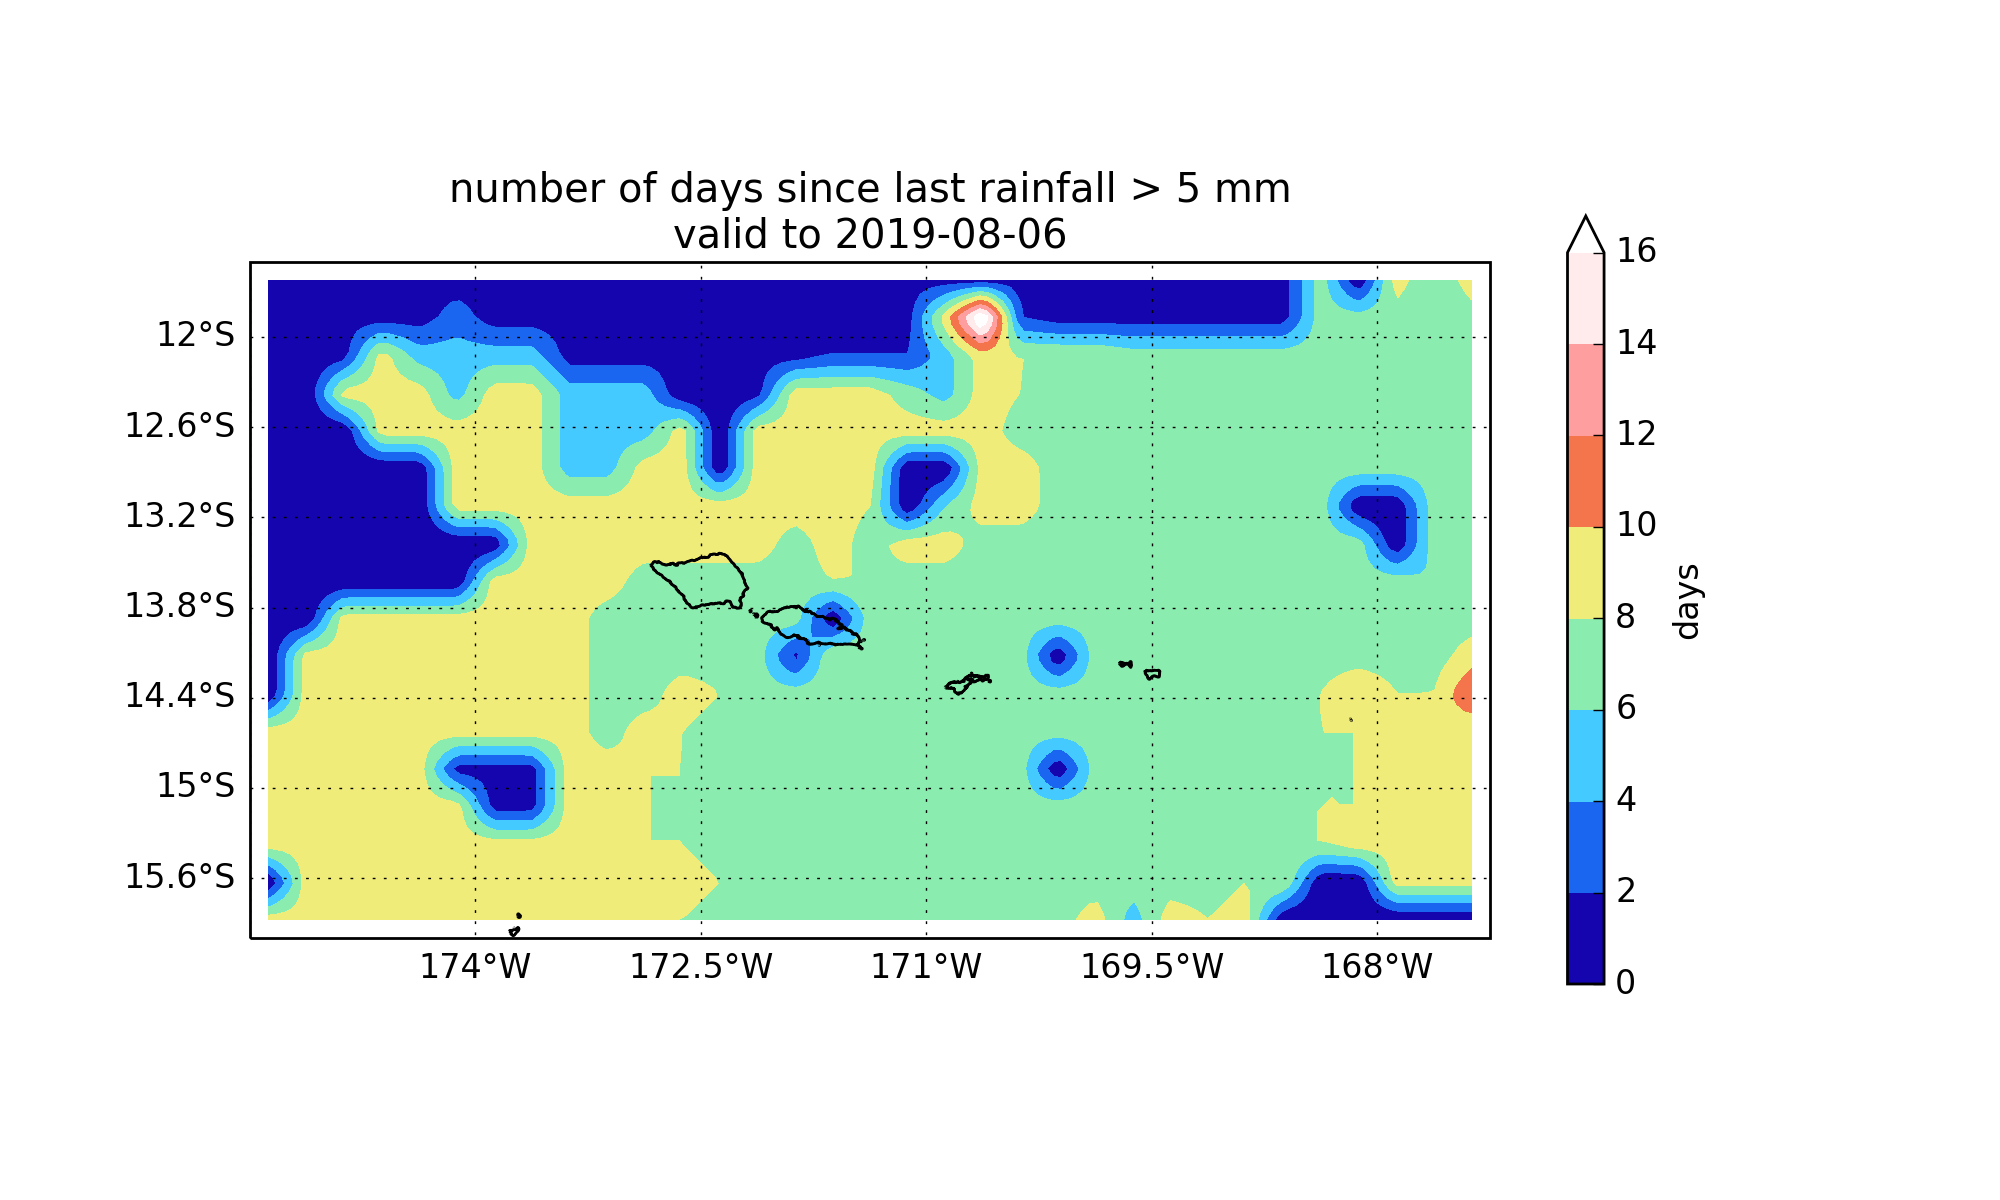 number of days since last rainfall > 5 mm
valid to 2019-08-06
12°S
12.6°S
13.2°S
13.8°S
14.4°S
15°S
15.6°S
174°W
172.5°W
171°W
169.5°W
168°W
16
14
12
10
8
6
4
2
0
days